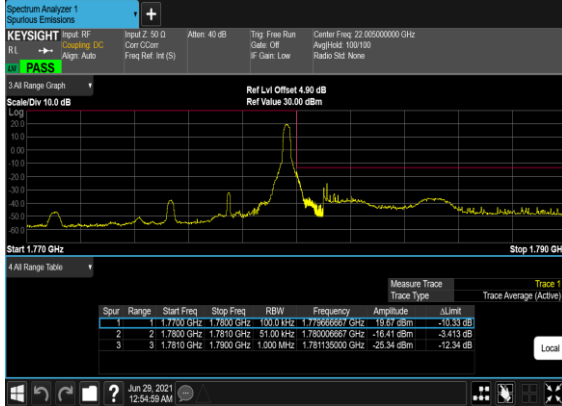 Spectrum Analyzer 1
Spurious Emissions
+
KEYSIGHT Input: RF Input Z: 50 Ω Atten: 40 dB Trig: Free Run Center Freq: 22.005000000 GHz
RL Coupling: DC Corr CCorr Gate: Off Avg|Hold: 100/100
Align: Auto Freq Ref: Int (S) IF Gain: Low Radio Std: None
PASS
3 All Range Graph
Ref Lvl Offset 4.90 dB
Scale/Div 10.0 dB Ref Value 30.00 dBm
Log
20.0
10.0
0.00
-10.0
-20.0
-30.0
-40.0
-50.0
-60.0
Start 1.770 GHz Stop 1.790 GH
4 All Range Table
Measure Trace Trace 1
Trace Type Trace Average (Active)
Spur Range Start Freq Stop Freq RBW Frequency Amplitude ΔLimit
1 1 1.7700 GHz 1.7800 GHz 100.0 kHz 1.779666667 GHz 19.67 dBm -10.33 dB
2 2 1.7800 GHz 1.7810 GHz 51.00 kHz 1.780006667 GHz -16.41 dBm -3.413 dB
3 3 1.7810 GHz 1.7900 GHz 1.000 MHz 1.781135000 GHz -25.34 dBm -12.34 dB
Local
? Jun 29, 2021
12:54:59 AM